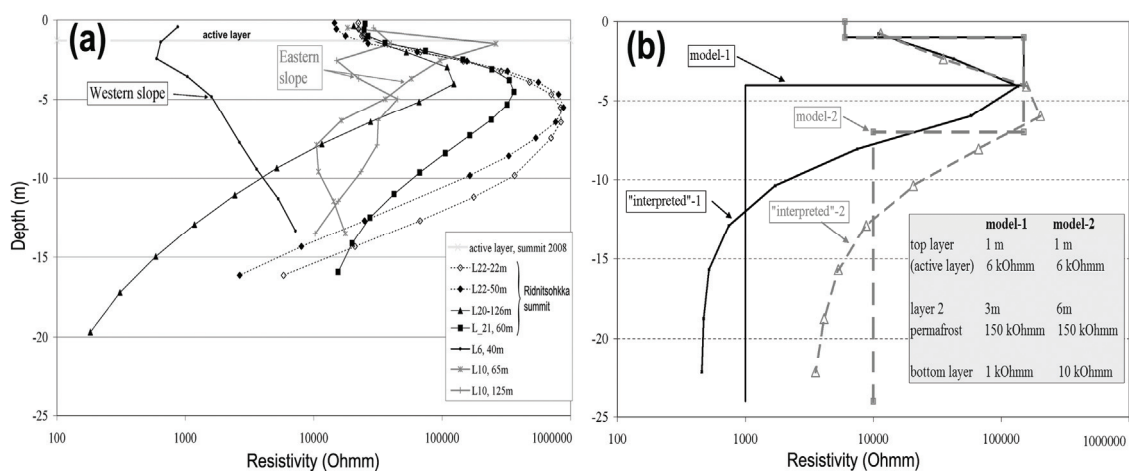 (a)
0
-5
-10
-15
-20
-25
Depth (m)
active layer
Western slope
Eastern
slope
active layer, summit 2008
L22-22m
L22-50m
L20-126m
L_21, 60m
L6, 40m
L10, 65m
L10, 125m
Ridnitsohkka
summit
100 1000 10000 100000 1000000
Resistivity (Ohmm)
(b)
0
-5
-10
-15
-20
-25
model-1
model-2
"interpreted"-1
"interpreted"-2
model-1 model-2
top layer 1 m 1 m
(active layer) 6 kOhmm 6 kOhmm
layer 2 3m 6m
permafrost 150 kOhmm 150 kOhmm
bottom layer 1 kOhmm 10 kOhmm
100 1000 10000 100000 1000000
Resistivity (Ohmm)